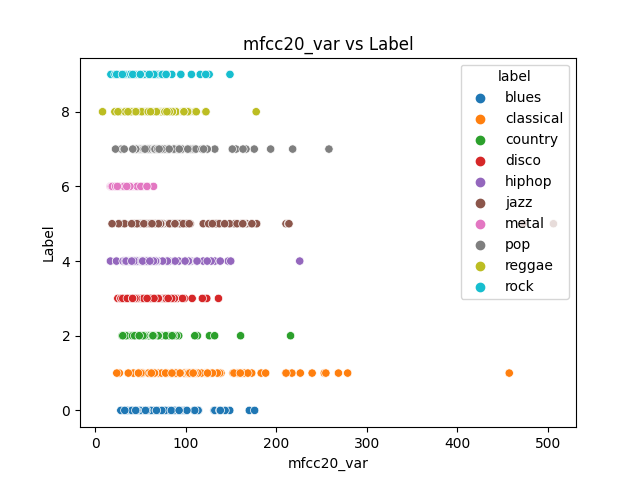 mfcc20_var vs Label
label
blues
classical
country
disco
hiphop
jazz
metal
pop
reggae
rock
Label
8
6
4
2
0
0 100 200 300 400 500
mfcc20_var